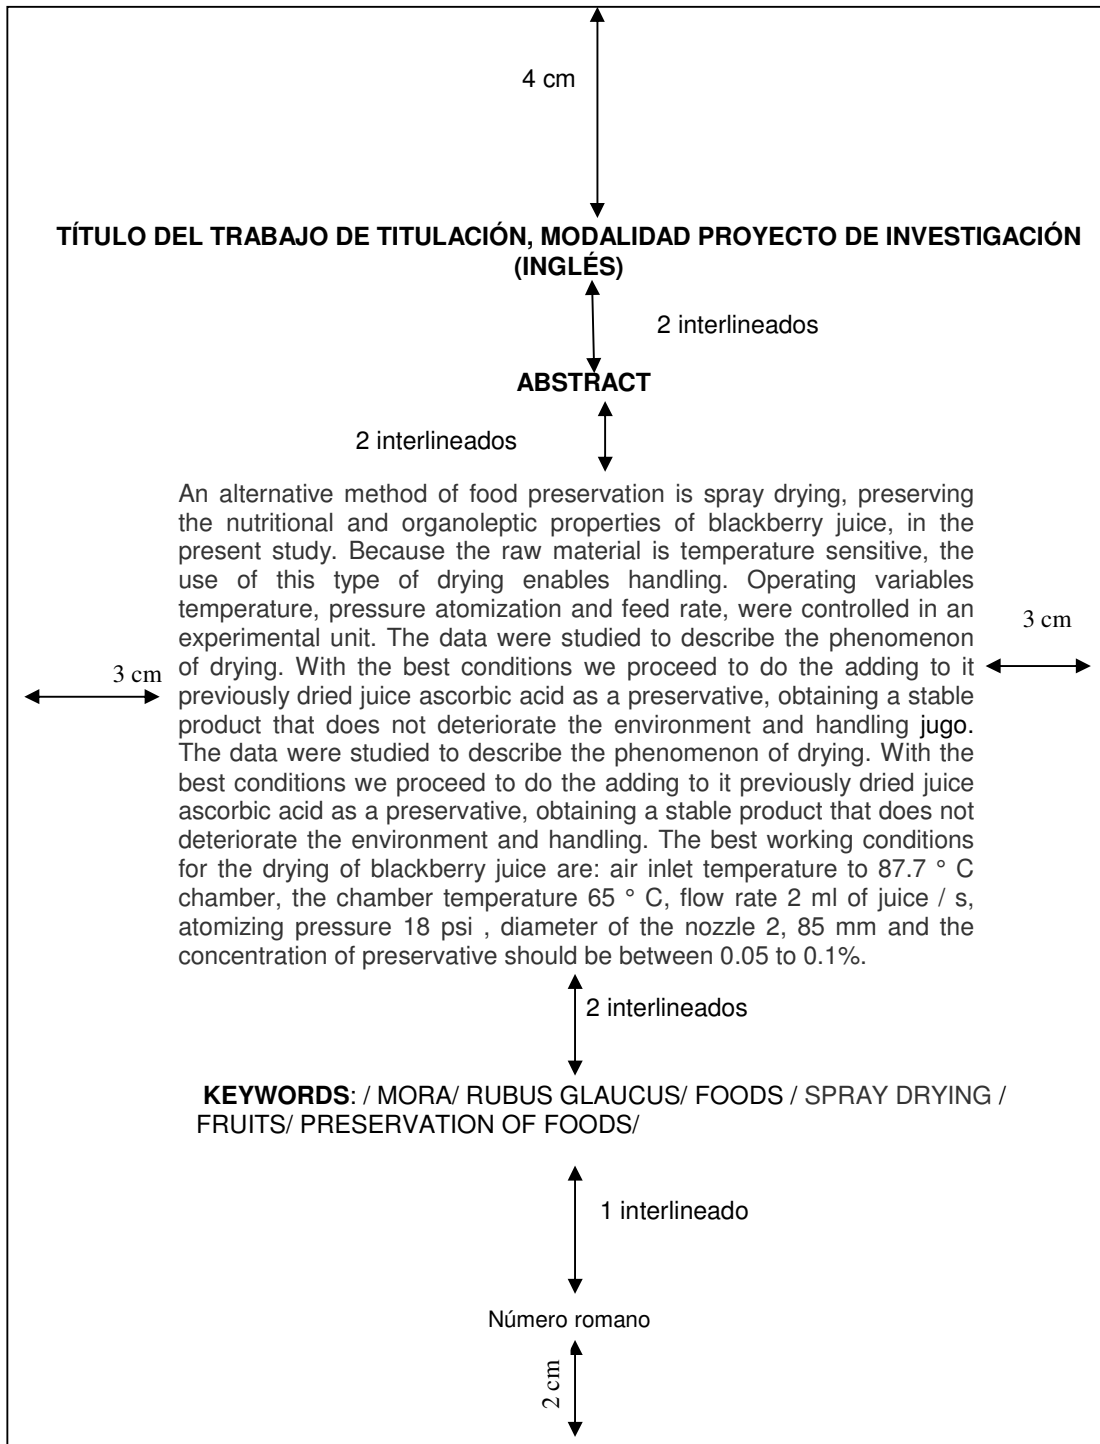 4 cm
TÍTULO DEL TRABAJO DE TITULACIÓN, MODALIDAD PROYECTO DE INVESTIGACIÓN
(INGLÉS)
2 interlineados
ABSTRACT
2 interlineados
An alternative method of food preservation is spray drying, preserving
the nutritional and organoleptic properties of blackberry juice, in the
present study. Because the raw material is temperature sensitive, the
use of this type of drying enables handling. Operating variables
temperature, pressure atomization and feed rate, were controlled in an
experimental unit. The data were studied to describe the phenomenon
of drying. With the best conditions we proceed to do the adding to it
previously dried juice ascorbic acid as a preservative, obtaining a stable
product that does not deteriorate the environment and handling jugo.
The data were studied to describe the phenomenon of drying. With the
best conditions we proceed to do the adding to it previously dried juice
ascorbic acid as a preservative, obtaining a stable product that does not
deteriorate the environment and handling. The best working conditions
for the drying of blackberry juice are: air inlet temperature to 87.7 ° C
chamber, the chamber temperature 65 ° C, flow rate 2 ml of juice / s,
atomizing pressure 18 psi , diameter of the nozzle 2, 85 mm and the
concentration of preservative should be between 0.05 to 0.1%.
3 cm
3 cm
2 interlineados
KEYWORDS: / MORA/ RUBUS GLAUCUS/ FOODS / SPRAY DRYING /
FRUITS/ PRESERVATION OF FOODS/
1 interlineado
Número romano
2 cm